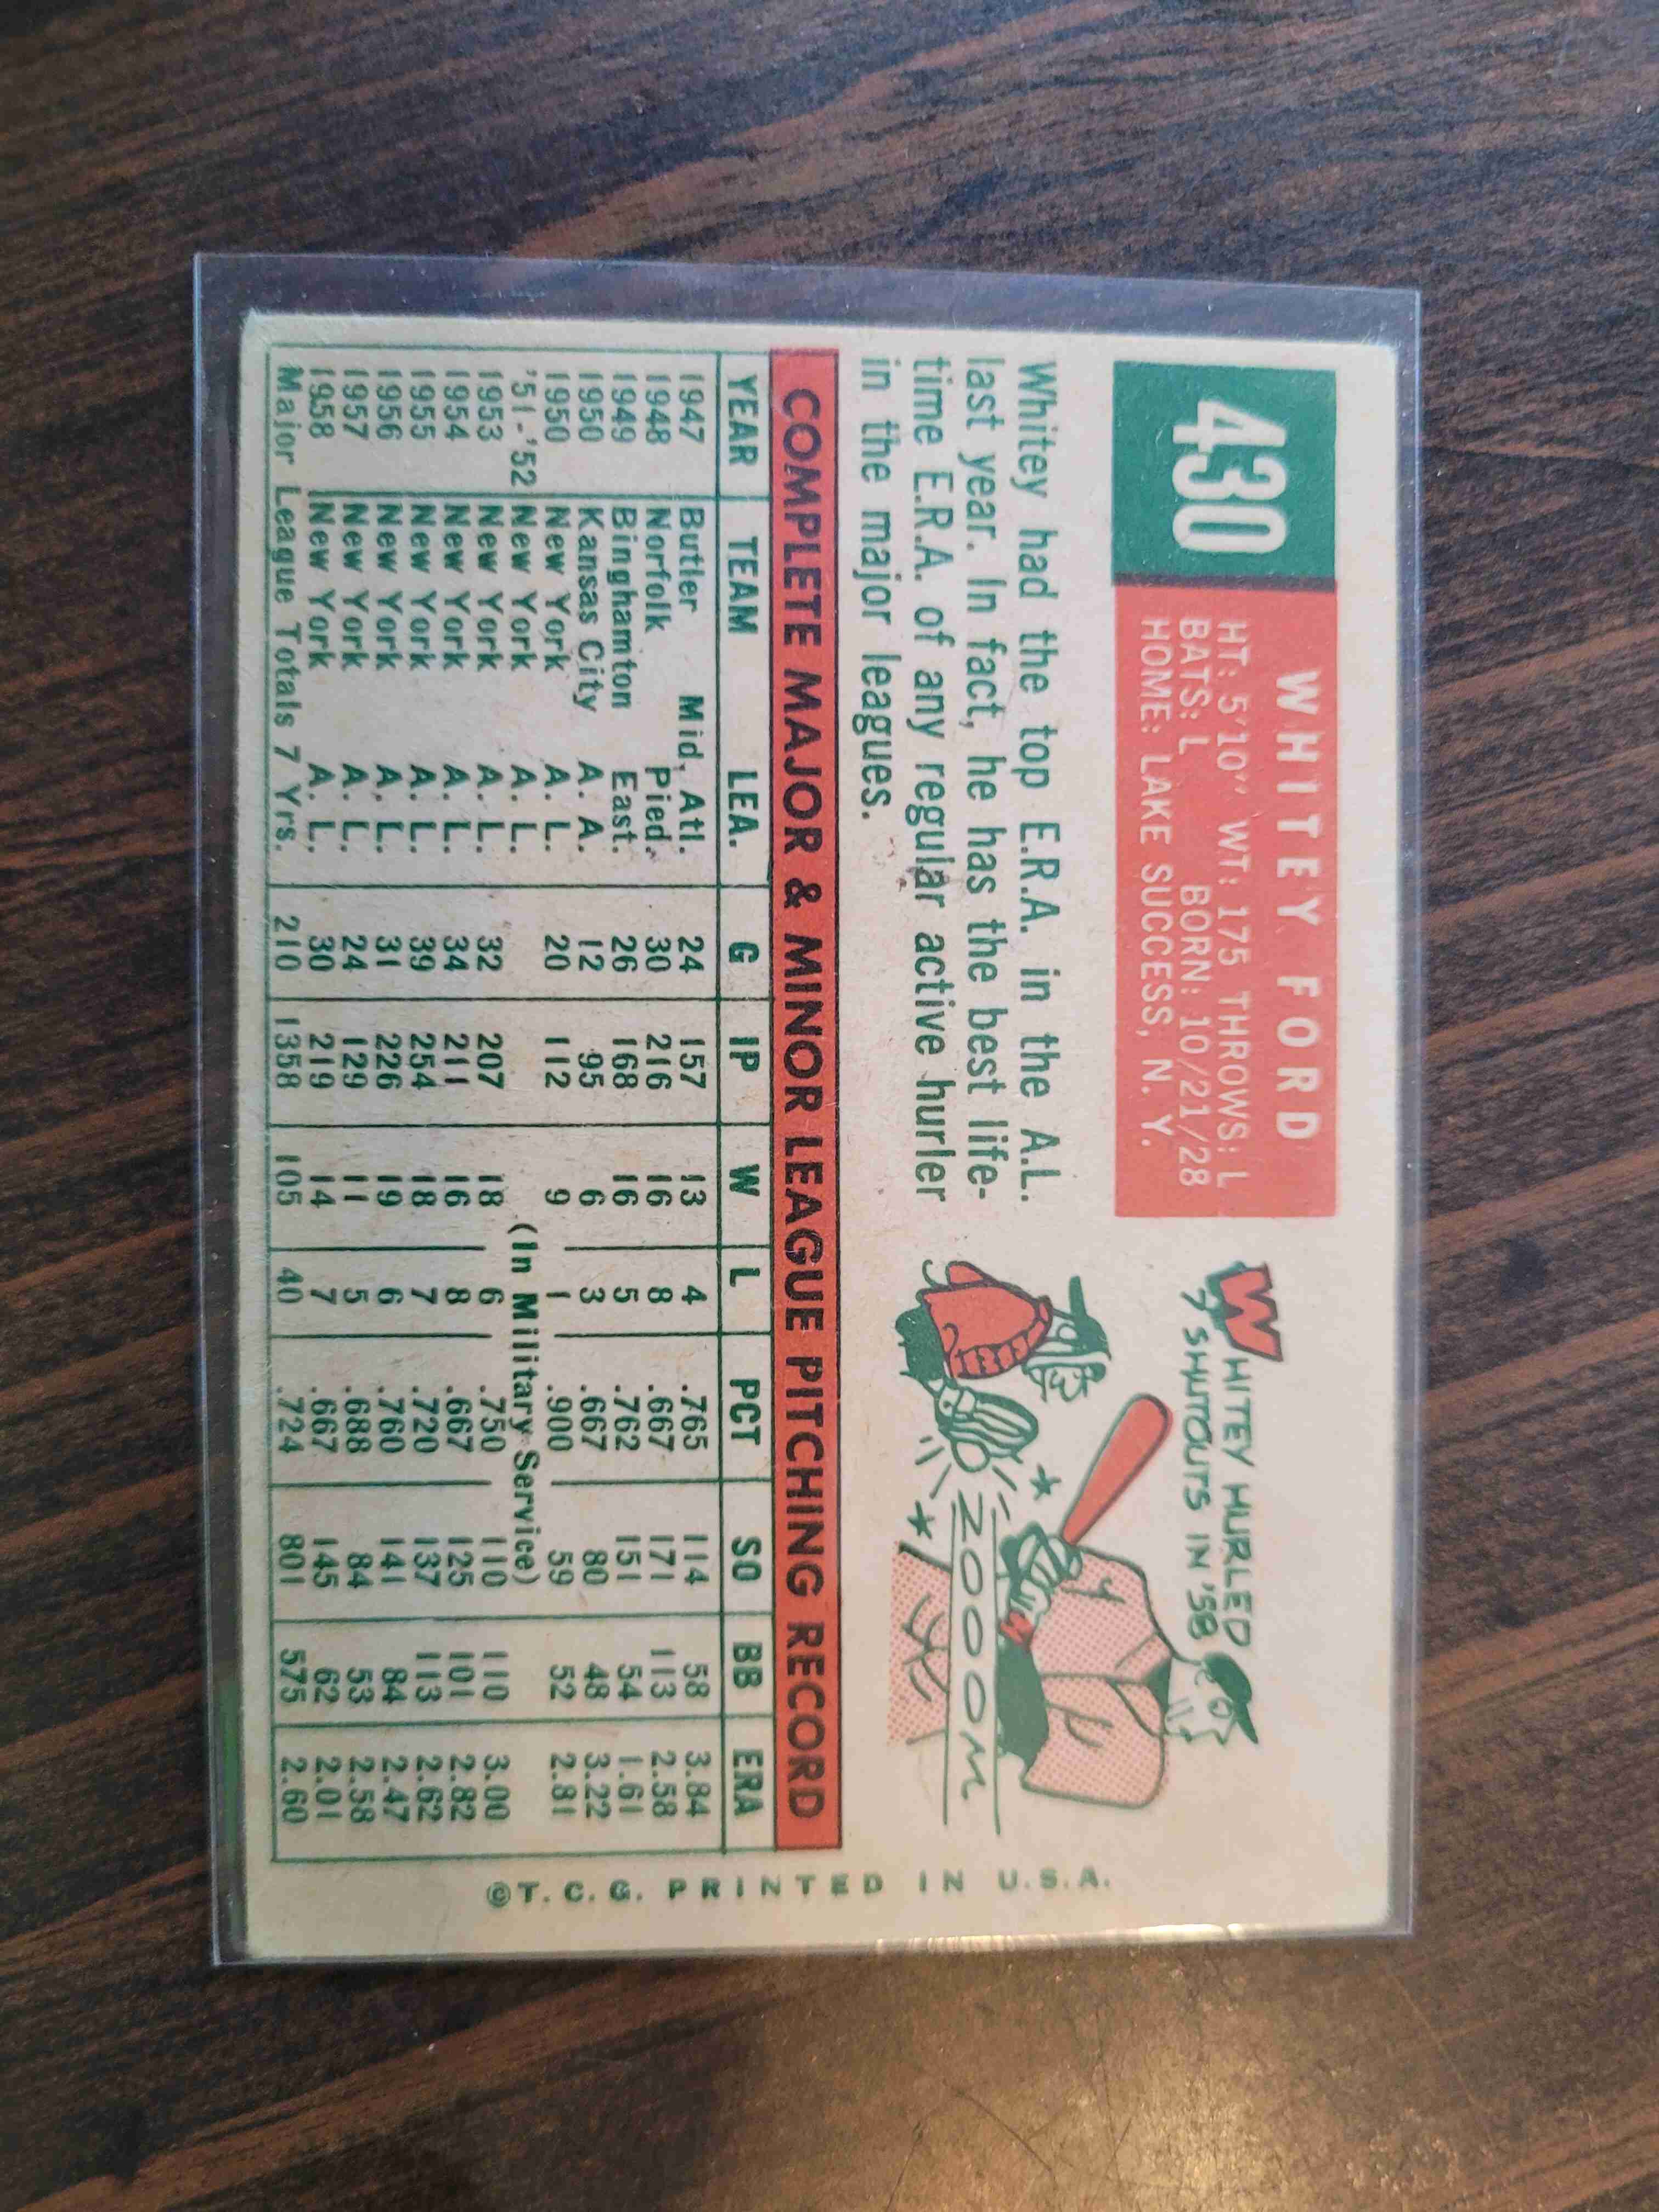 430
WHITEY FORD
HT: 5'10" WT: 175 THROWS: L
BATS: L BORN: 10/21/28
HOME: LAKE SUCCESS, N. Y.
WHITEY HURLED
7 SHUTOUTS IN '58
ZOOOOM
Whitey had the top E.R.A. in the A.L.
last year. In fact, he has the best life-
time E.R.A. of any regular active hurler
in the major leagues.
COMPLETE MAJOR & MINOR LEAGUE PITCHING RECORD
YEAR TEAM LEA. G IP W L PCT SO BB ERA
1947 Butler Mid. Atl. 24 157 13 4 .765 114 58 3.84
1948 Norfolk Pied. 30 216 16 8 .667 171 113 2.58
1949 Binghamton East. 26 168 16 5 .762 151 54 1.61
1950 Kansas City A. A. 12 95 6 3 .667 80 48 3.22
1950 New York A. L. 20 112 9 1 .900 59 52 2.81
'51-'52 New York A. L. (In Military Service)
1953 New York A. L. 32 207 18 6 .750 110 110 3.00
1954 New York A. L. 34 211 16 8 .667 125 101 2.82
1955 New York A. L. 39 254 18 7 .720 137 113 2.62
1956 New York A. L. 31 226 19 6 .760 141 84 2.47
1957 New York A. L. 24 129 11 5 .688 84 53 2.58
1958 New York A. L. 30 219 14 7 .667 145 62 2.01
Major League Totals 7 Yrs. 210 1358 105 40 .724 801 575 2.60
©T. C. G. PRINTED IN U.S.A.